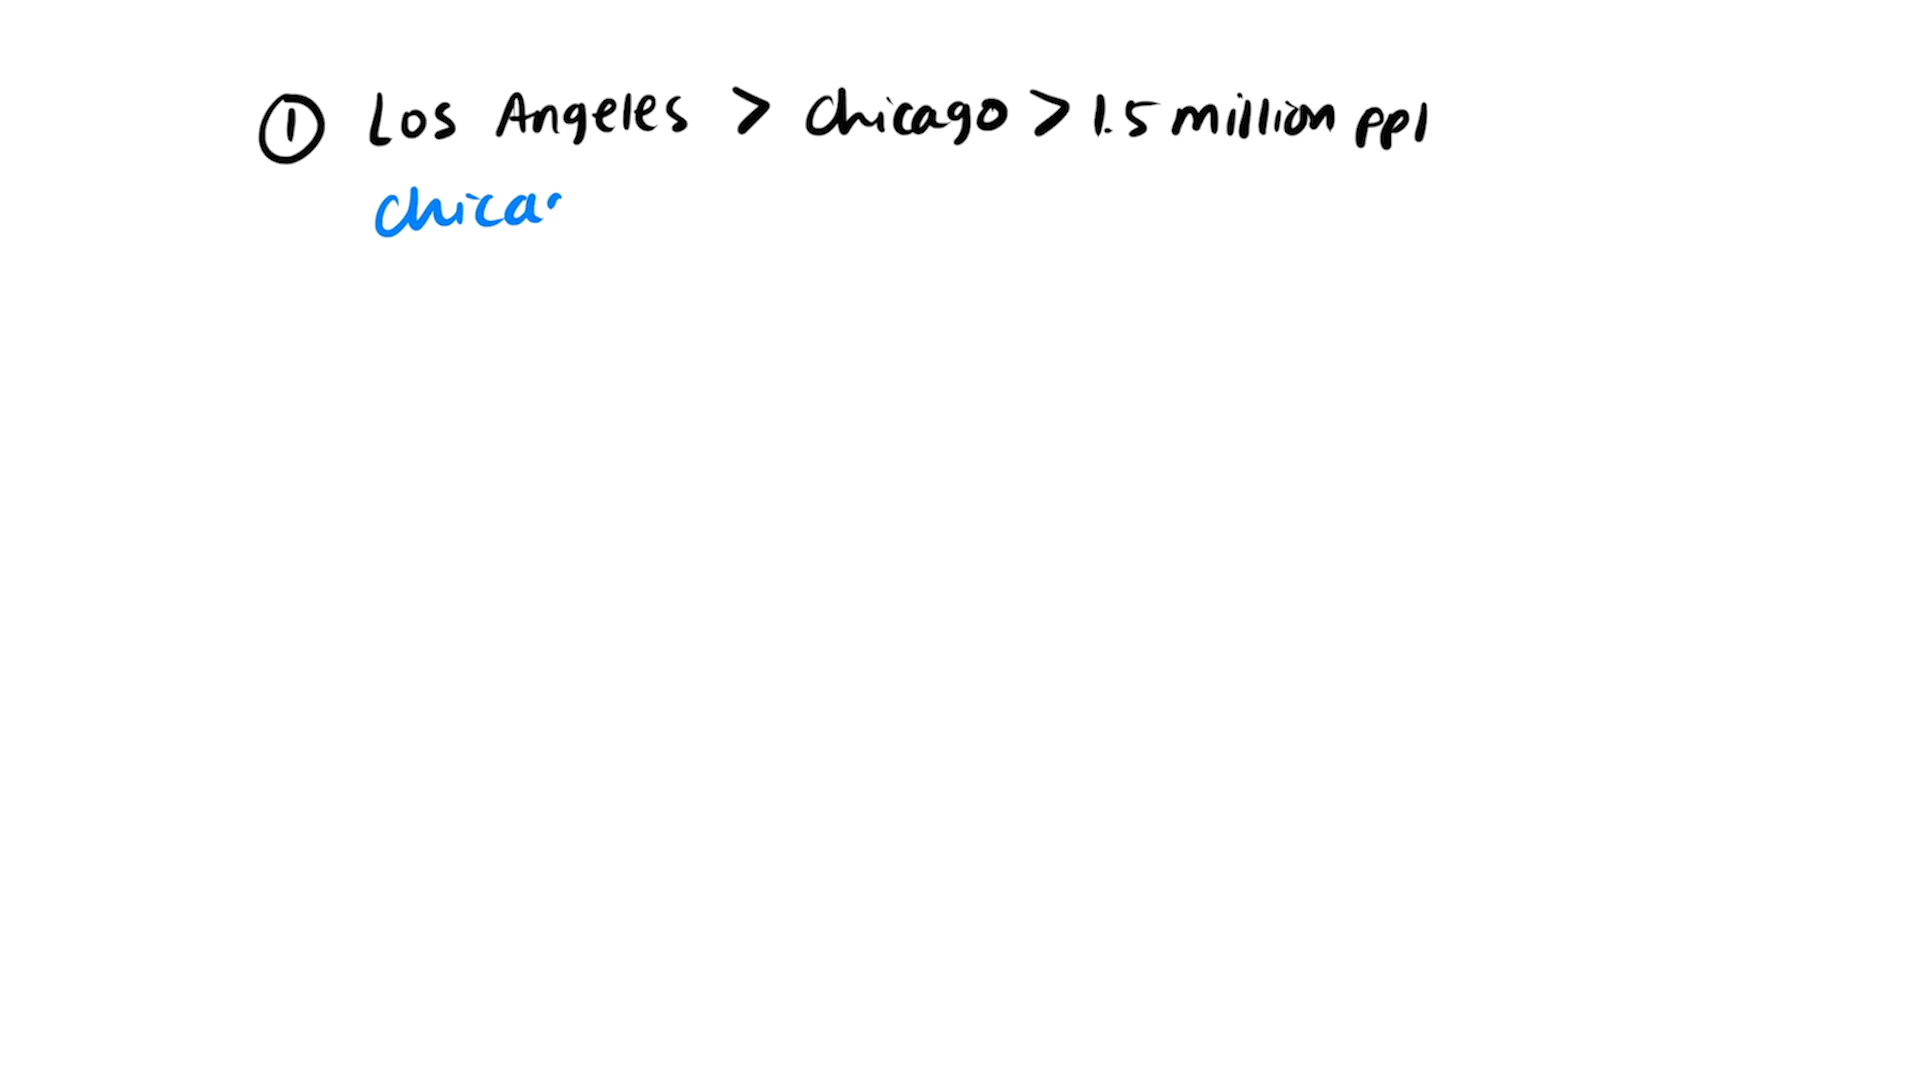 ① Los Angeles > Chicago > 1.5 million ppl
chica